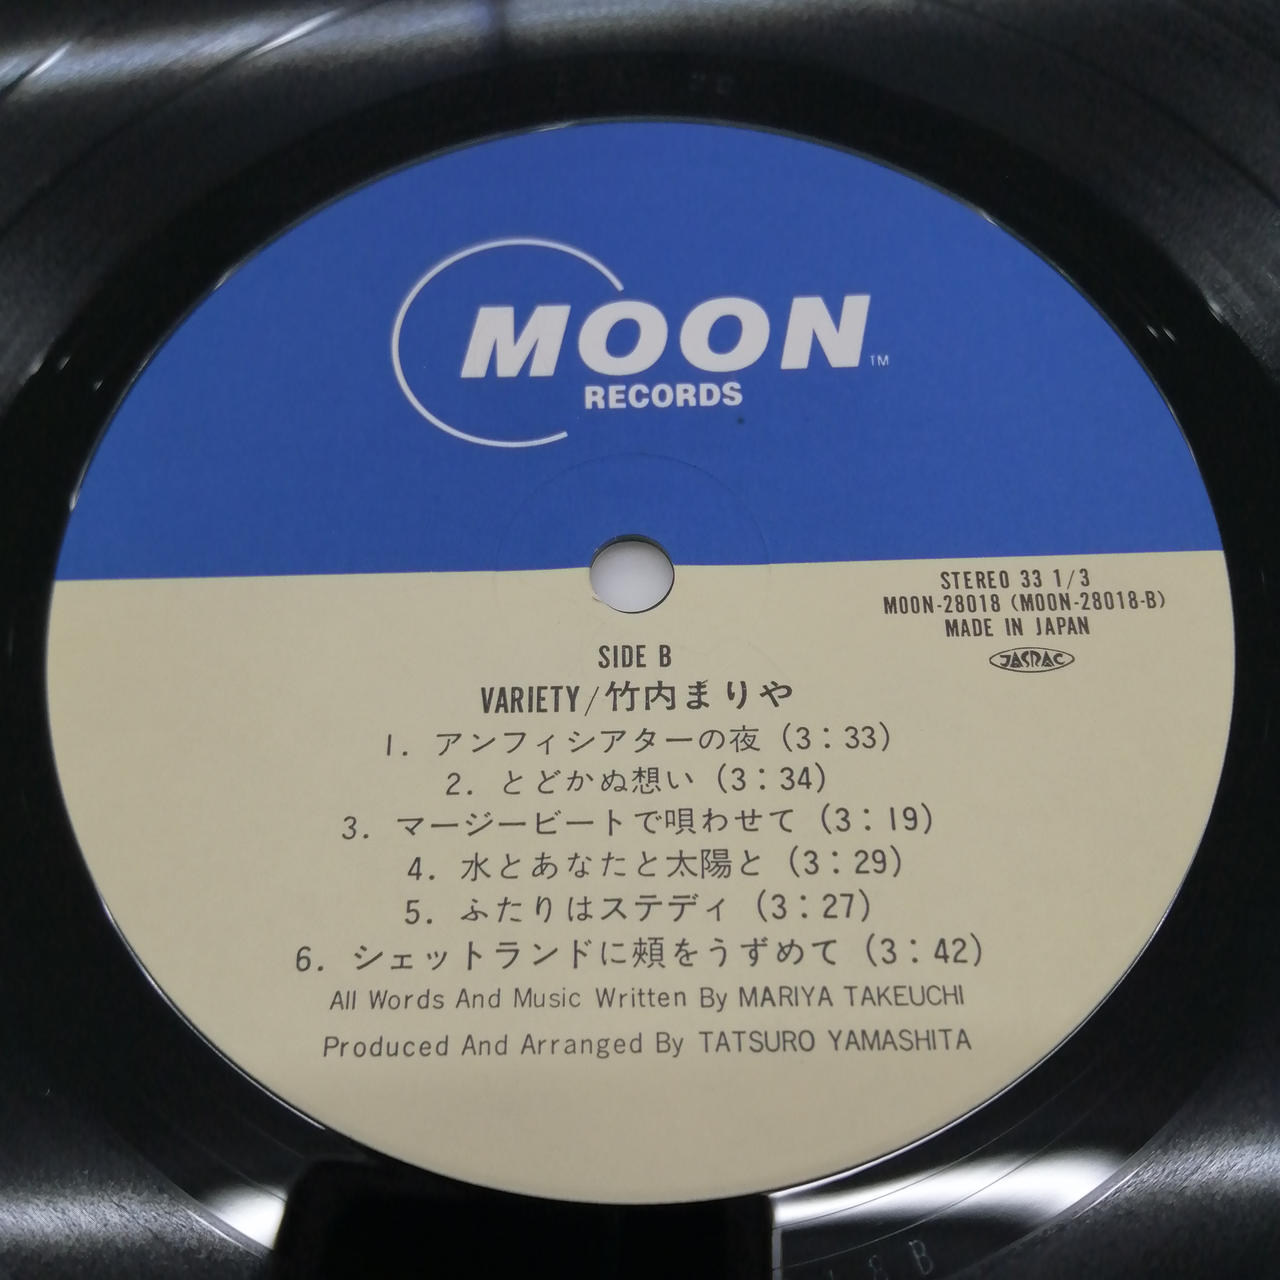 MOON
TM
RECORDS
STEREO 33 1/3
MOON-28018 (MOON-28018-B)
MADE IN JAPAN
JASRAC
SIDE B
VARIETY/竹内まりや
1. アンフィシアターの夜 (3:33)
2. とどかぬ想い (3:34)
3. マージービートで唄わせて (3:19)
4. 水とあなたと太陽と (3:29)
5. ふたりはステディ (3:27)
6. シェットランドに頰をうずめて (3:42)
All Words And Music Written By MARIYA TAKEUCHI
Produced And Arranged By TATSURO YAMASHITA